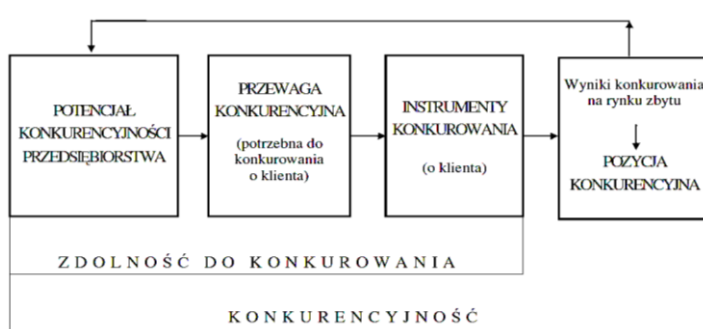 POTENCJAŁ
KONKURENCYJNOŚCI
PRZEDSIĘBIORSTWA
PRZEWAGA
KONKURENCYJNA
(potrzebna do
konkurowania
o klienta)
INSTRUMENTY
KONKUROWANIA
(o klienta)
Wyniki konkurowania
na rynku zbytu
POZYCJA
KONKURENCYJNA
ZDOLNOŚĆ DO KONKUROWANIA
KONKURENCYJNOŚĆ